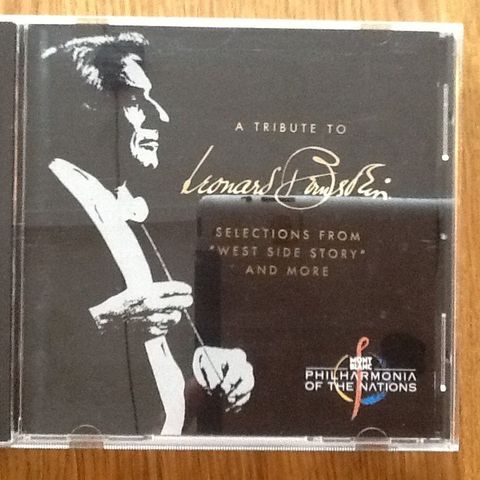 A TRIBUTE TO
Leonard Bernstein
SELECTIONS FROM
"WEST SIDE STORY"
AND MORE
MONT
BLANC
PHILHARMONIA
OF THE NATIONS